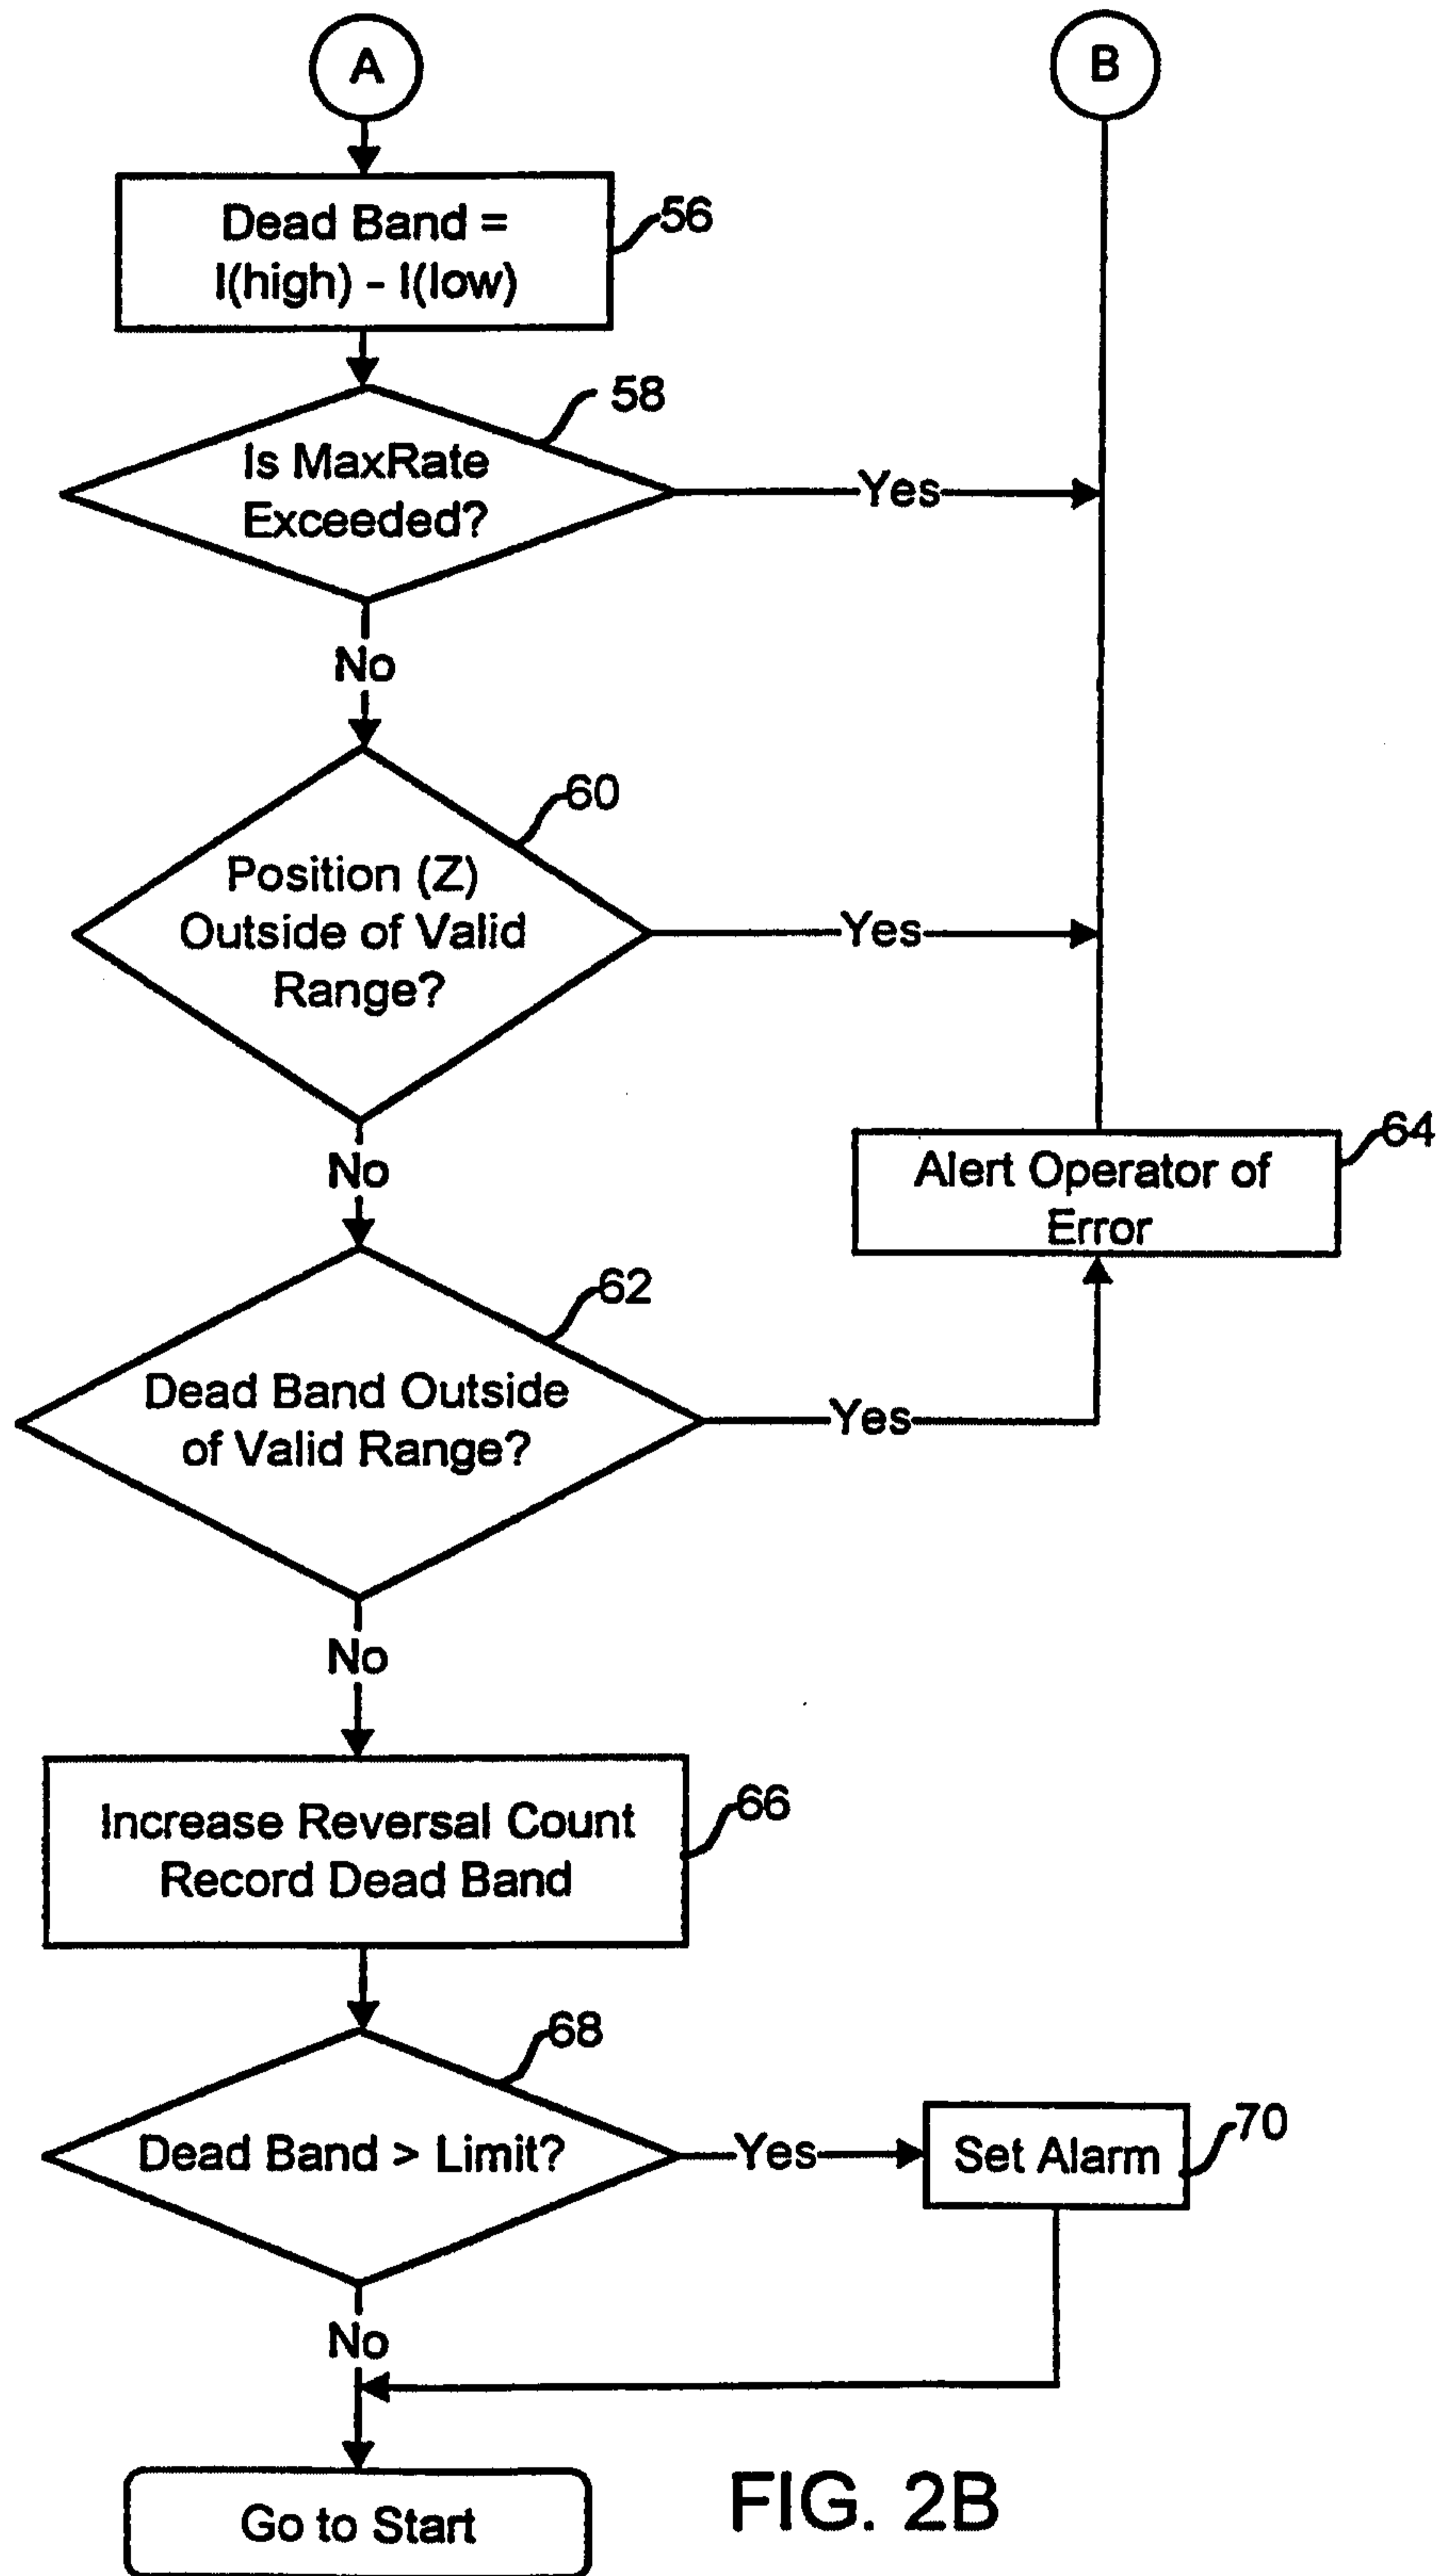 A
B
Dead Band =
I(high) - I(low)
56
58
Is MaxRate
Exceeded?
Yes
No
60
Position (Z)
Outside of Valid
Range?
Yes
No
64
Alert Operator of
Error
62
Dead Band Outside
of Valid Range?
Yes
No
Increase Reversal Count
Record Dead Band
66
68
Dead Band > Limit?
Yes
Set Alarm
70
No
Go to Start
FIG. 2B